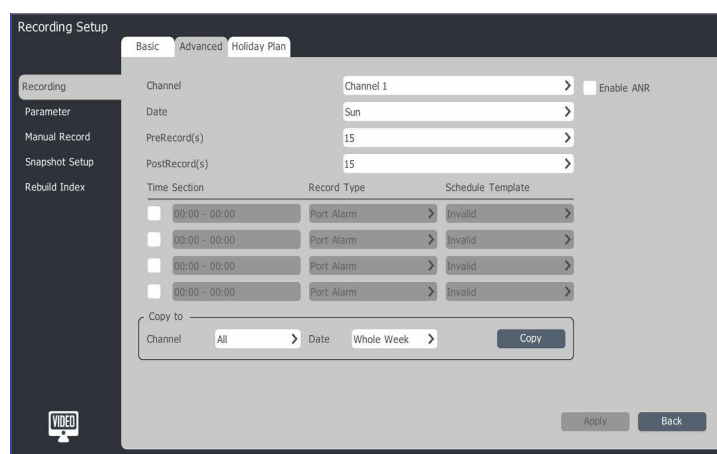 Recording Setup
Basic Advanced Holiday Plan
Recording
Parameter
Manual Record
Snapshot Setup
Rebuild Index
Channel Channel 1 Enable ANR
Date Sun
PreRecord(s) 15
PostRecord(s) 15
Time Section Record Type Schedule Template
00:00 - 00:00 Port Alarm Invalid
00:00 - 00:00 Port Alarm Invalid
00:00 - 00:00 Port Alarm Invalid
00:00 - 00:00 Port Alarm Invalid
Copy to
Channel All Date Whole Week Copy
VIDEO
Apply Back